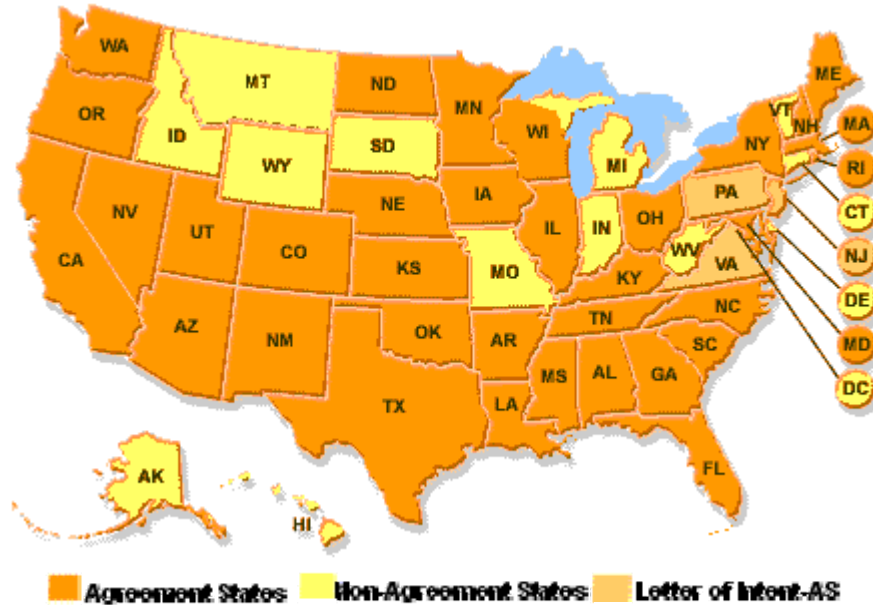 WA
MT
ND
MN
ME
OR
ID
WY
SD
WI
MI
VT
NH
NY
MA
RI
CT
NJ
DE
MD
DC
NV
UT
CO
NE
IA
IL
IN
OH
PA
WV
VA
CA
KS
MO
KY
AZ
NM
OK
AR
TN
NC
SC
TX
LA
MS
AL
GA
FL
AK
HI
Agreement States Non-Agreement States Letter of Intent-AS